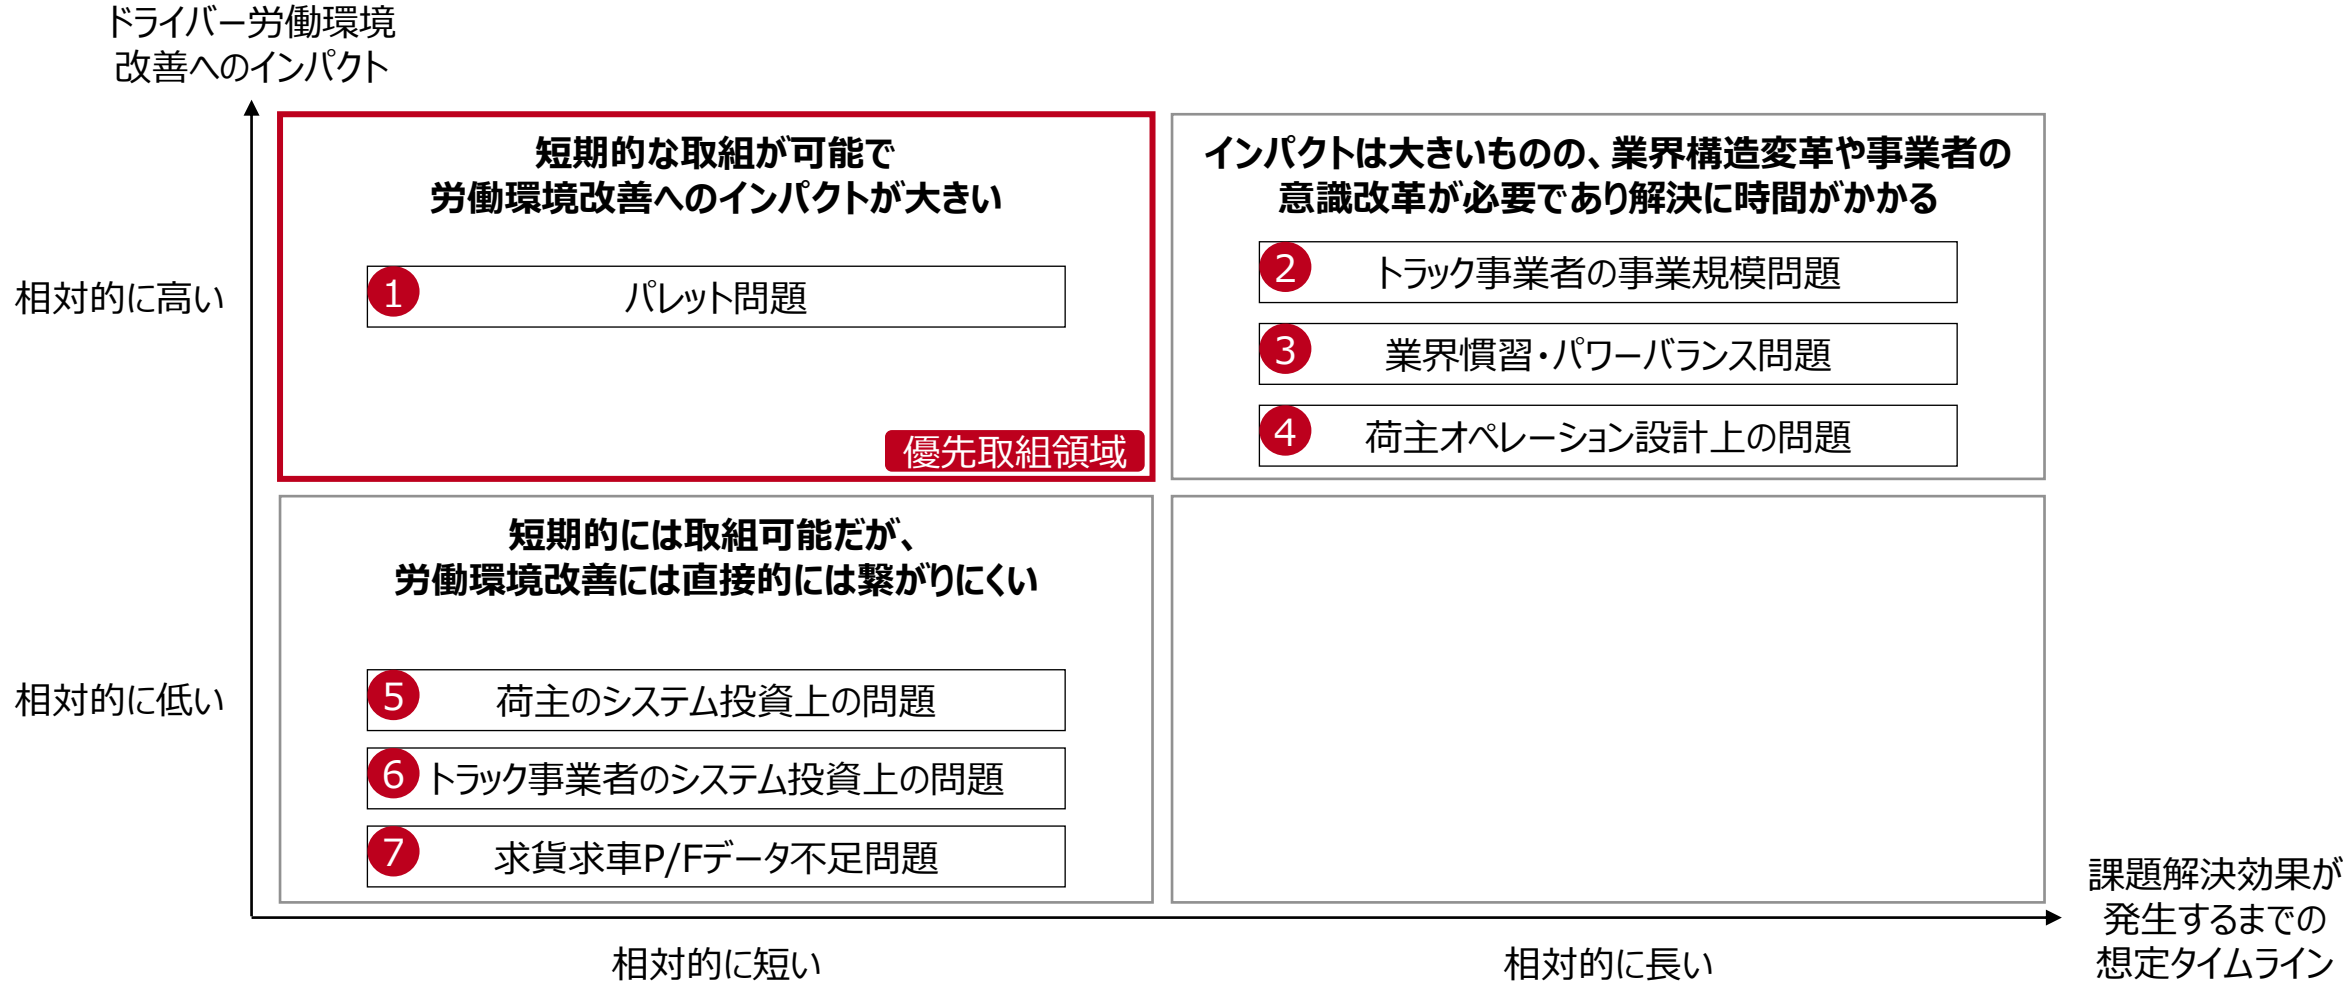 ドライバー労働環境
改善へのインパクト
短期的な取組が可能で
労働環境改善へのインパクトが大きい
インパクトは大きいものの、業界構造変革や事業者の
意識改革が必要であり解決に時間がかかる
相対的に高い
1 パレット問題
優先取組領域
2 トラック事業者の事業規模問題
3 業界慣習・パワーバランス問題
4 荷主オペレーション設計上の問題
短期的には取組可能だが、
労働環境改善には直接的には繋がりにくい
相対的に低い
5 荷主のシステム投資上の問題
6 トラック事業者のシステム投資上の問題
7 求貨求車P/Fデータ不足問題
相対的に短い
相対的に長い
課題解決効果が
発生するまでの
想定タイムライン